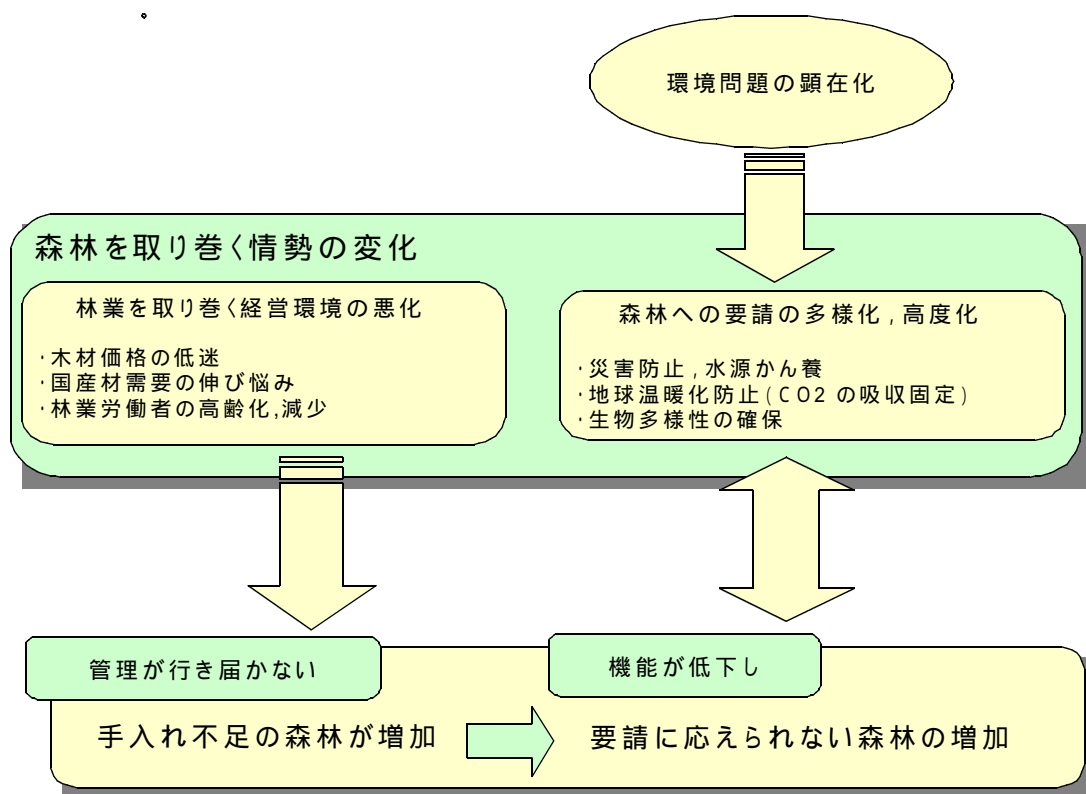 。
環境問題の顕在化
森林を取り巻く情勢の変化
林業を取り巻く経営環境の悪化
・木材価格の低迷
・国産材需要の伸び悩み
・林業労働者の高齢化,減少
森林への要請の多様化,高度化
・災害防止,水源かん養
・地球温暖化防止(CO2の吸収固定)
・生物多様性の確保
管理が行き届かない
手入れ不足の森林が増加
機能が低下し
要請に応えられない森林の増加